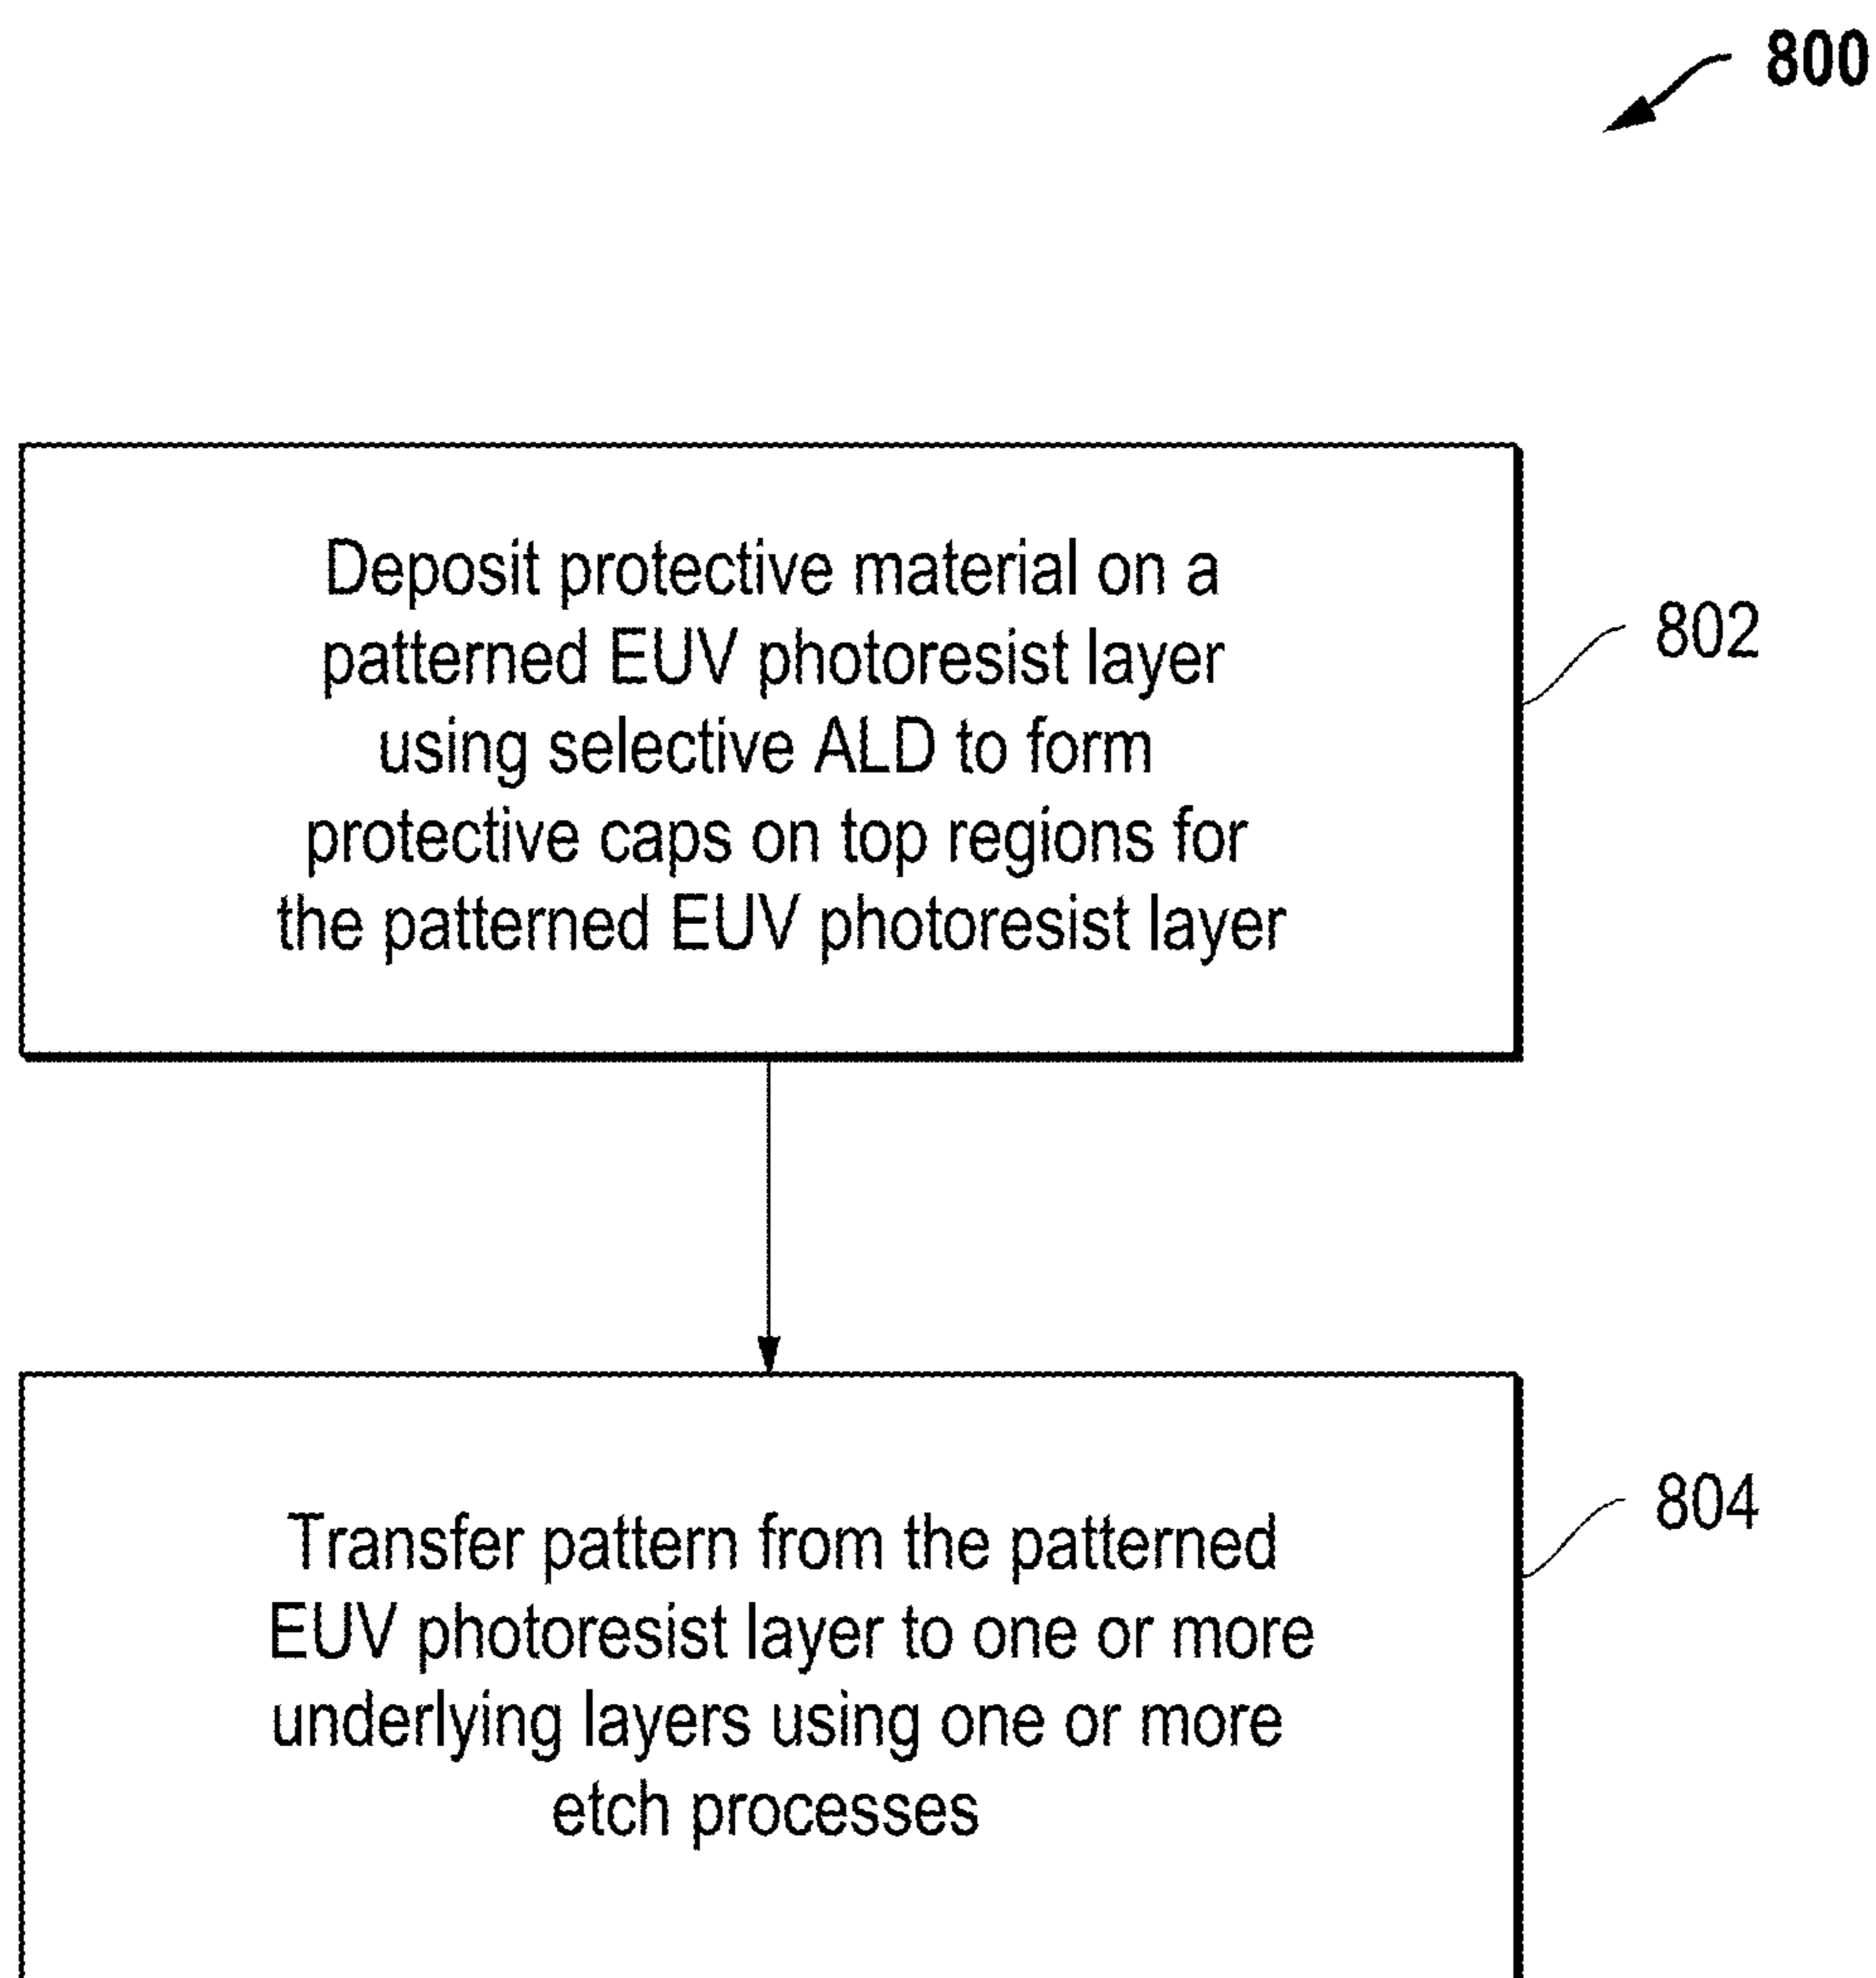 800
Deposit protective material on a
patterned EUV photoresist layer
using selective ALD to form
protective caps on top regions for
the patterned EUV photoresist layer
802
Transfer pattern from the patterned
EUV photoresist layer to one or more
underlying layers using one or more
etch processes
804